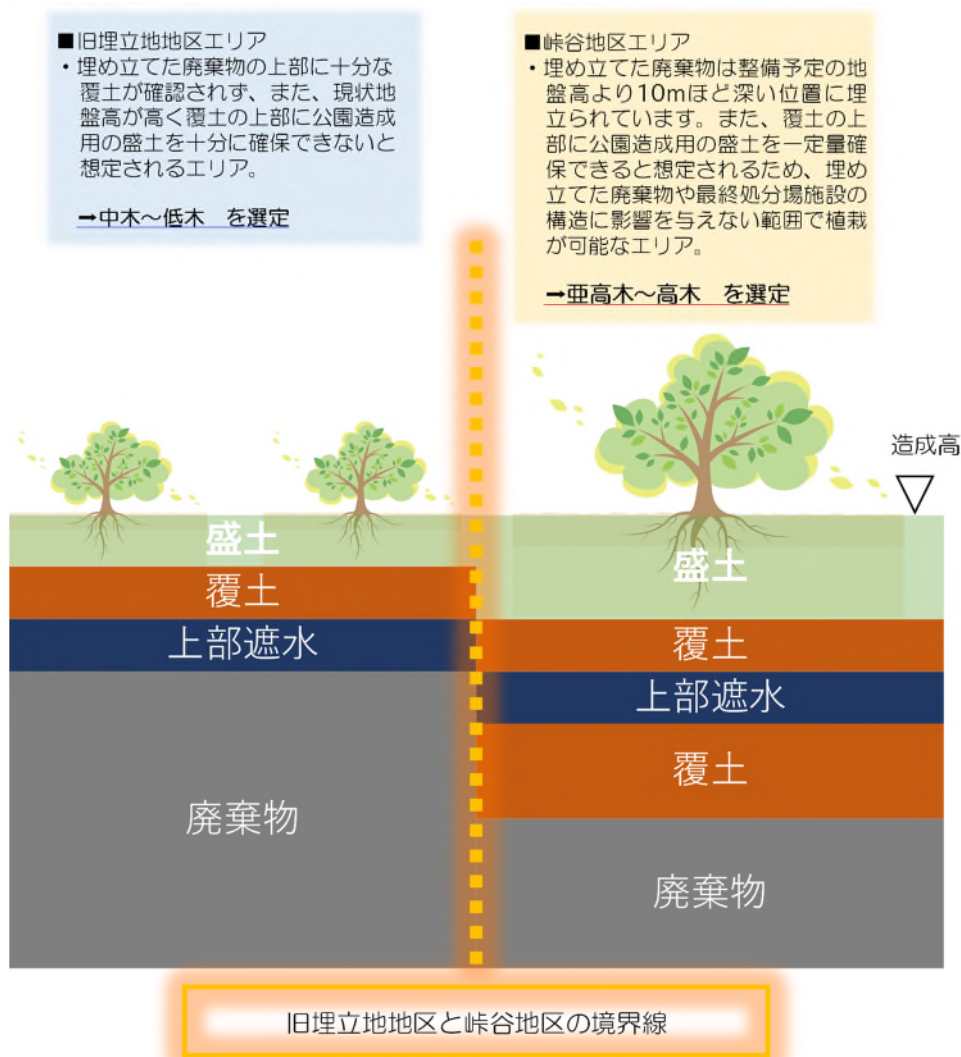 ■旧埋立地地区エリア
・埋め立てた廃棄物の上部に十分な
覆土が確認されず、また、現状地
盤高が高く覆土の上部に公園造成
用の盛土を十分に確保できないと
想定されるエリア。
➡中木～低木　を選定
■峠谷地区エリア
・埋め立てた廃棄物は整備予定の地
盤高より10mほど深い位置に埋
立られています。また、覆土の上
部に公園造成用の盛土を一定量確
保できると想定されるため、埋め
立てた廃棄物や最終処分場施設の
構造に影響を与えない範囲で植栽
が可能なエリア。
➡亜高木～高木　を選定
造成高
盛土
覆土
上部遮水
廃棄物
盛土
覆土
上部遮水
覆土
廃棄物
旧埋立地地区と峠谷地区の境界線